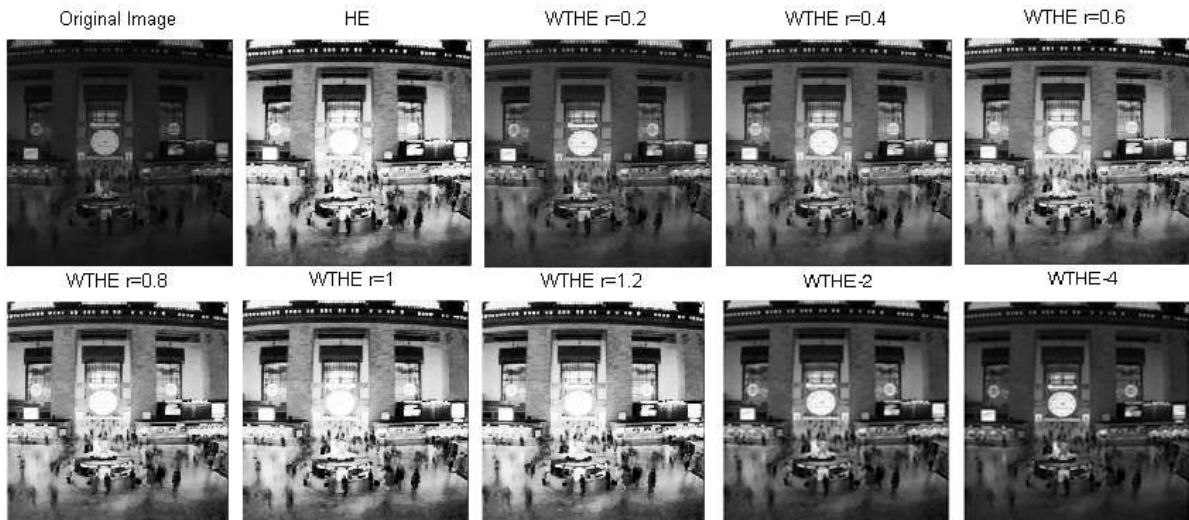 Original Image
HE
WTHE r=0.2
WTHE r=0.4
WTHE r=0.6
WTHE r=0.8
WTHE r=1
WTHE r=1.2
WTHE-2
WTHE-4